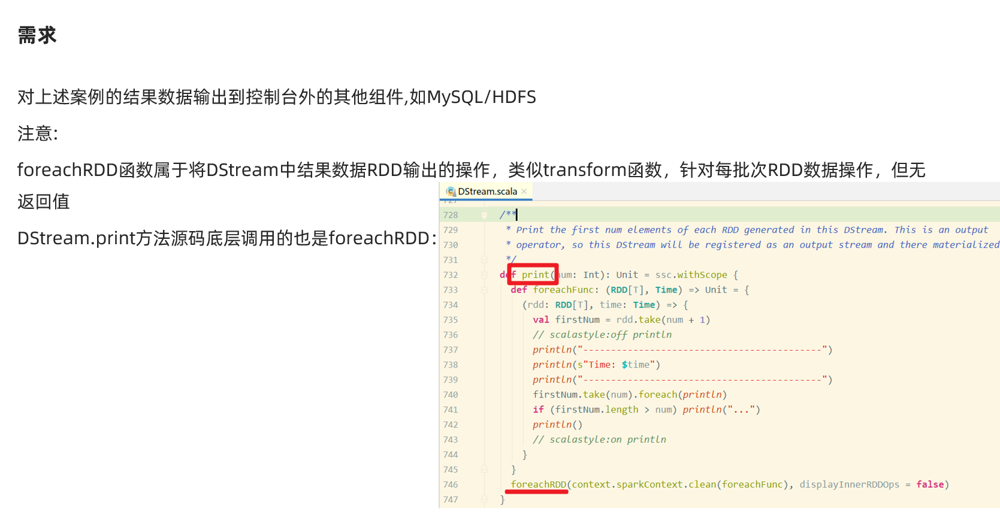 需求
对上述案例的结果数据输出到控制台外的其他组件,如MySQL/HDFS
注意:
foreachRDD函数属于将DStream中结果数据RDD输出的操作，类似transform函数，针对每批次RDD数据操作，但无
返回值
DStream.print方法源码底层调用的也是foreachRDD：
DStream.scala
727
728 /**
729 * Print the first num elements of each RDD generated in this DStream. This is an output
730 * operator, so this DStream will be registered as an output stream and there materialized
731 */
732 def print(num: Int): Unit = ssc.withScope {
733 def foreachFunc: (RDD[T], Time) => Unit = {
734 (rdd: RDD[T], time: Time) => {
735 val firstNum = rdd.take(num + 1)
736 // scalastyle:off println
737 println("-------------------------------------------")
738 println(s"Time: $time")
739 println("-------------------------------------------")
740 firstNum.take(num).foreach(println)
741 if (firstNum.length > num) println("...")
742 println()
743 // scalastyle:on println
744 }
745 }
746 foreachRDD(context.sparkContext.clean(foreachFunc), displayInnerRDDOps = false)
747 }